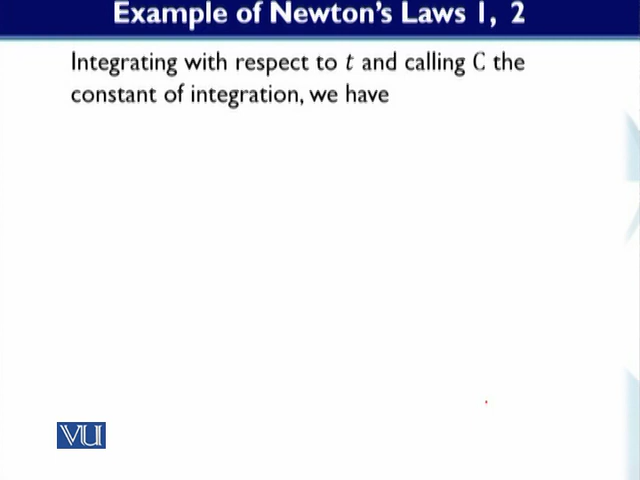 Example of Newton's Laws 1, 2
Integrating with respect to t and calling C the
constant of integration, we have
VU